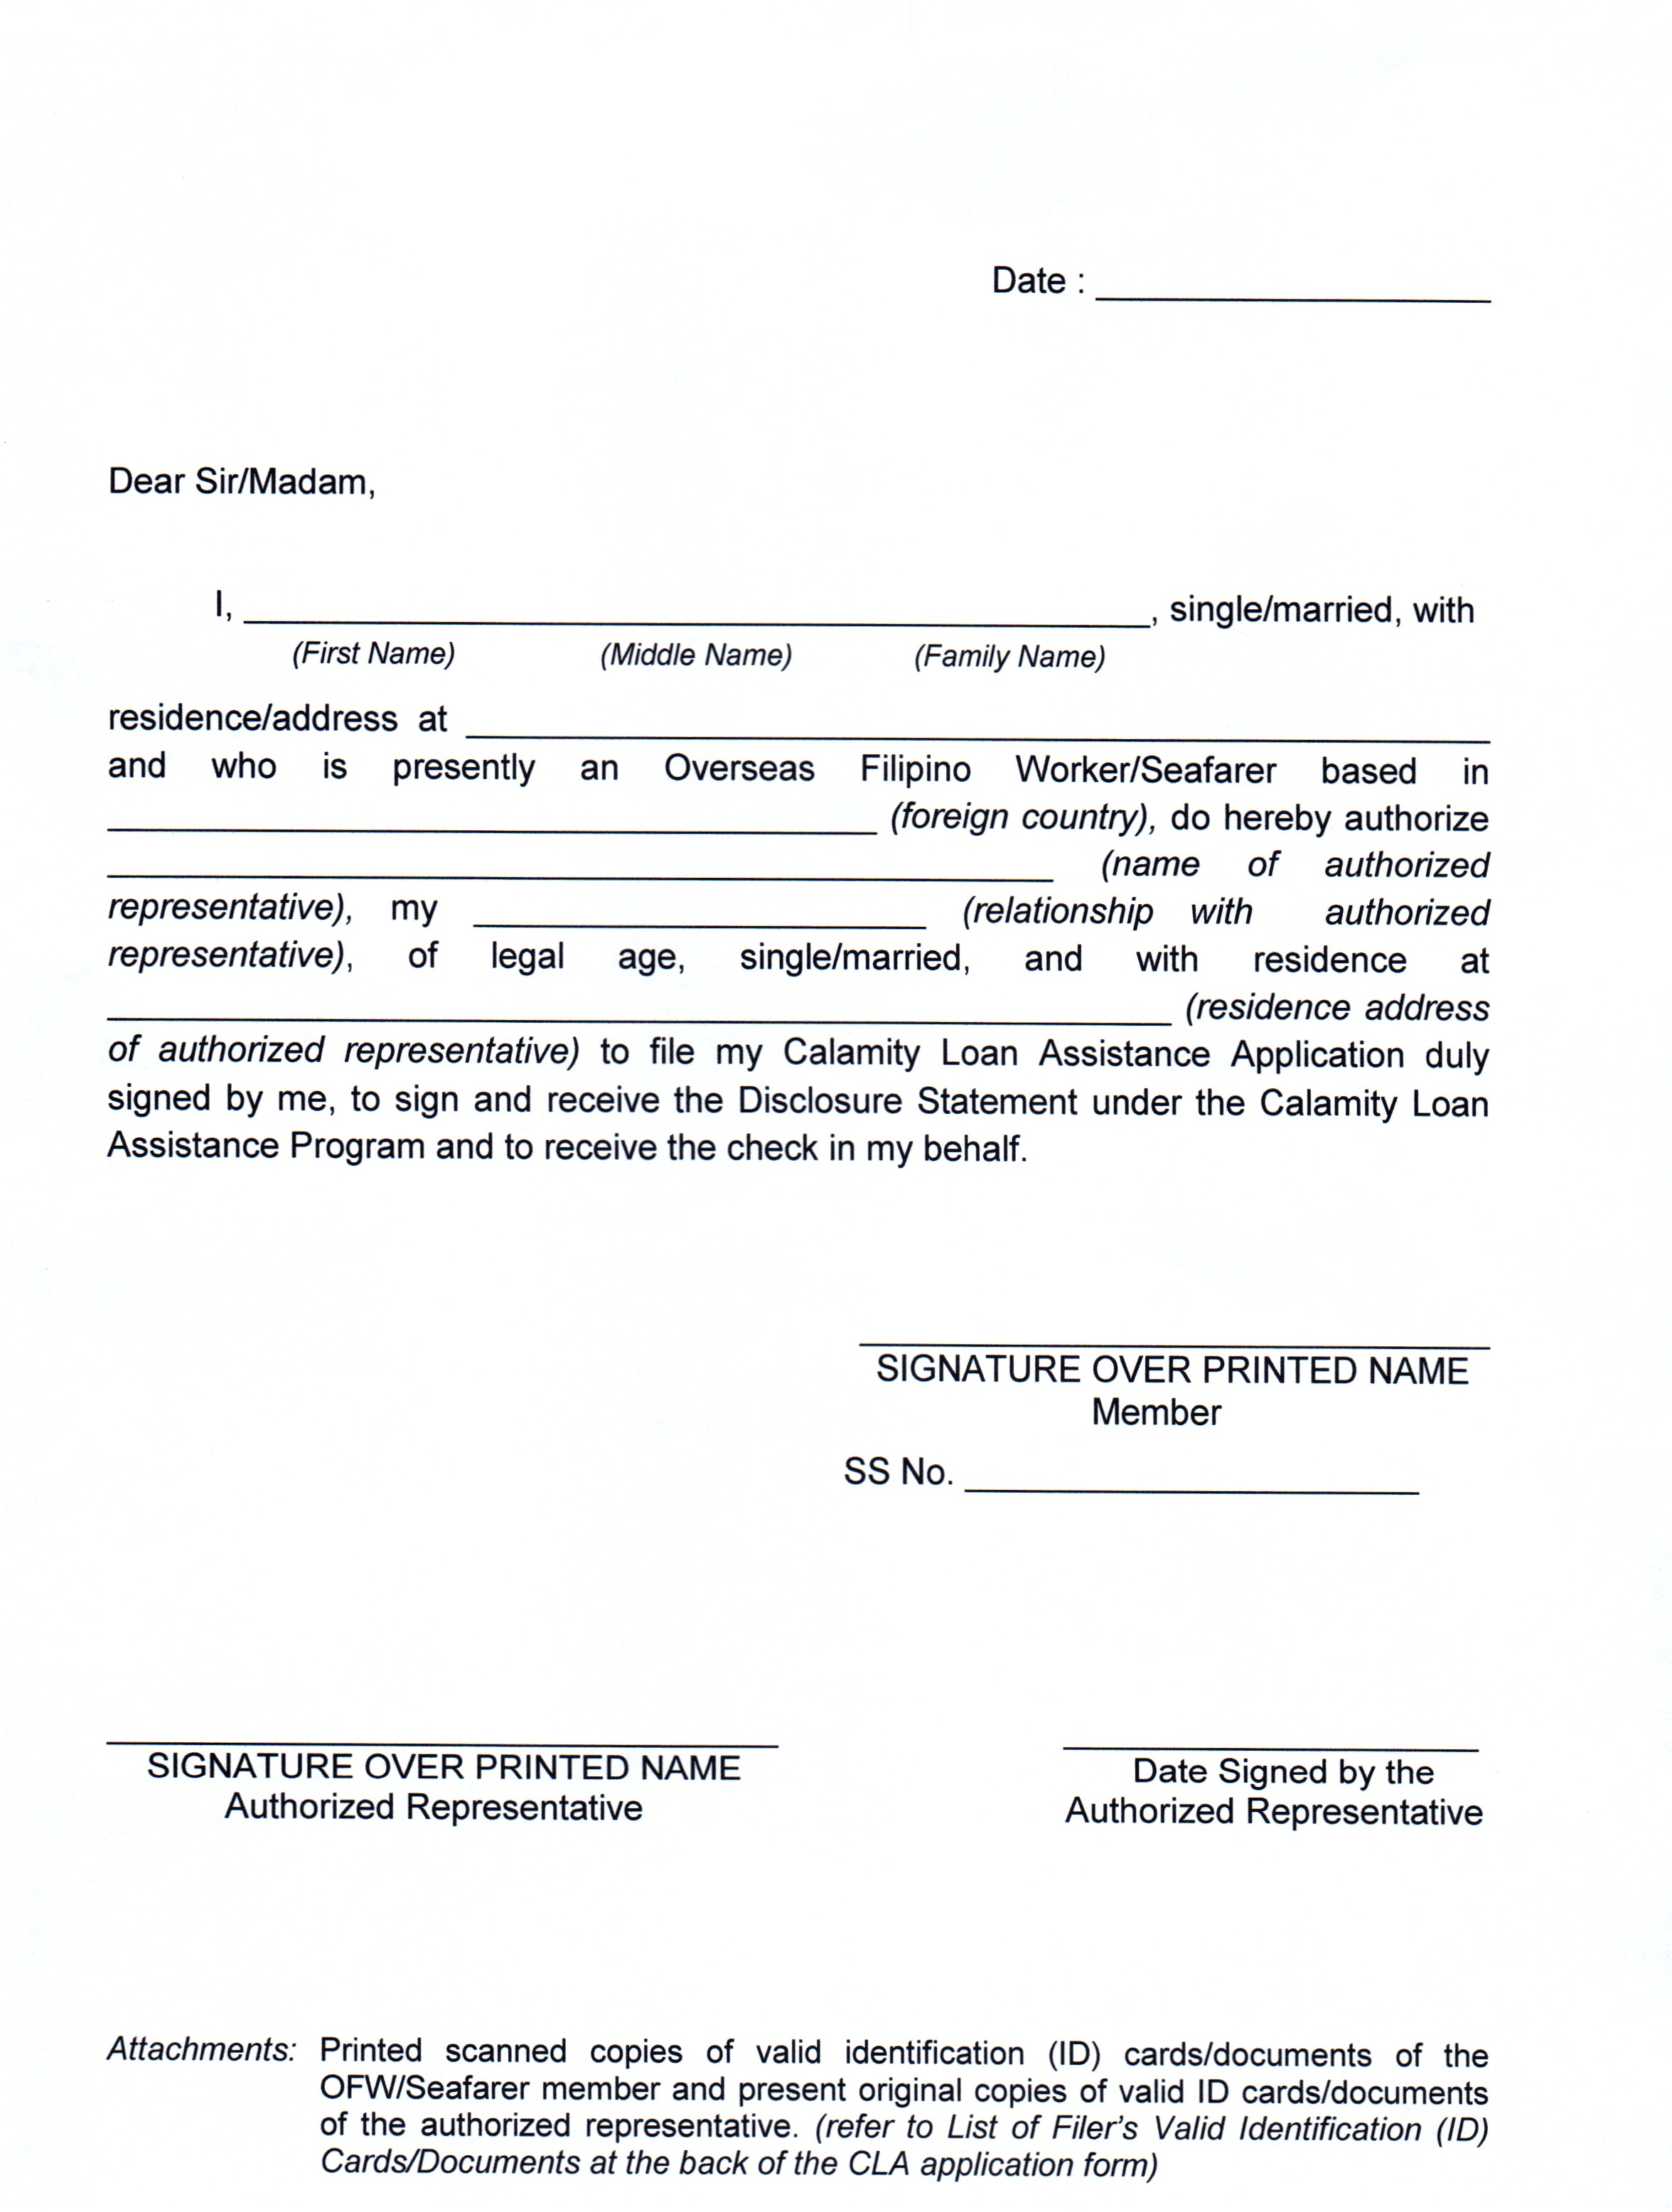 Date : ____________________
Dear Sir/Madam,
I, ________________________________________, single/married, with
(First Name) (Middle Name) (Family Name)
residence/address at ________________________________________
and who is presently an Overseas Filipino Worker/Seafarer based in
____________________ (foreign country), do hereby authorize
____________________ (name of authorized
representative), my ____________________ (relationship with authorized
representative), of legal age, single/married, and with residence at
____________________ (residence address
of authorized representative) to file my Calamity Loan Assistance Application duly
signed by me, to sign and receive the Disclosure Statement under the Calamity Loan
Assistance Program and to receive the check in my behalf.
SIGNATURE OVER PRINTED NAME
Member
SS No. ____________________
SIGNATURE OVER PRINTED NAME
Authorized Representative
Date Signed by the
Authorized Representative
Attachments: Printed scanned copies of valid identification (ID) cards/documents of the
OFW/Seafarer member and present original copies of valid ID cards/documents
of the authorized representative. (refer to List of Filer's Valid Identification (ID)
Cards/Documents at the back of the CLA application form)